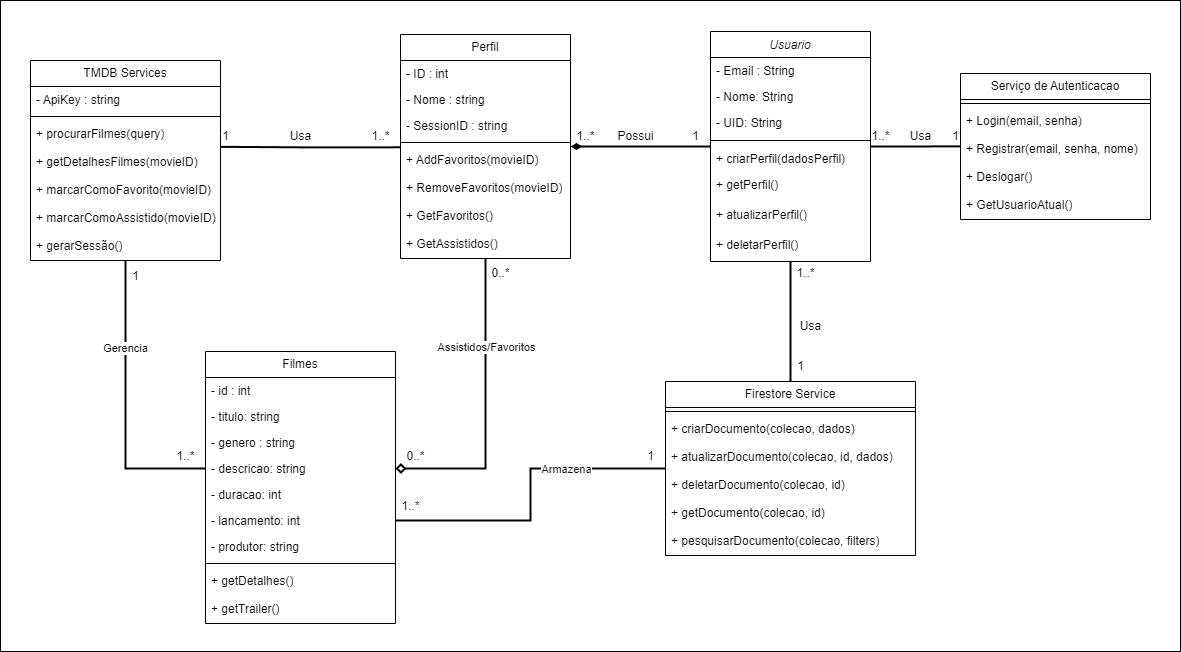 TMDB Services
- ApiKey : string
+ procurarFilmes(query)
+ getDetalhesFilmes(movieID)
+ marcarComoFavorito(movieID)
+ marcarComoAssistido(movieID)
+ gerarSessão()
1
Usa
1..*
Perfil
- ID : int
- Nome : string
- SessionID : string
+ AddFavoritos(movieID)
+ RemoveFavoritos(movieID)
+ GetFavoritos()
+ GetAssistidos()
1..*
Possui
1
Usuario
- Email : String
- Nome: String
- UID: String
+ criarPerfil(dadosPerfil)
+ getPerfil()
+ atualizarPerfil()
+ deletarPerfil()
1..*
Usa
1
Serviço de Autenticacao
+ Login(email, senha)
+ Registrar(email, senha, nome)
+ Deslogar()
+ GetUsuarioAtual()
1
Gerencia
1..*
0..*
Assistidos/Favoritos
0..*
1..*
Usa
1
Filmes
- id : int
- titulo: string
- genero : string
- descricao: string
- duracao: int
- lancamento: int
- produtor: string
+ getDetalhes()
+ getTrailer()
1..*
Armazena
1
Firestore Service
+ criarDocumento(colecao, dados)
+ atualizarDocumento(colecao, id, dados)
+ deletarDocumento(colecao, id)
+ getDocumento(colecao, id)
+ pesquisarDocumento(colecao, filters)